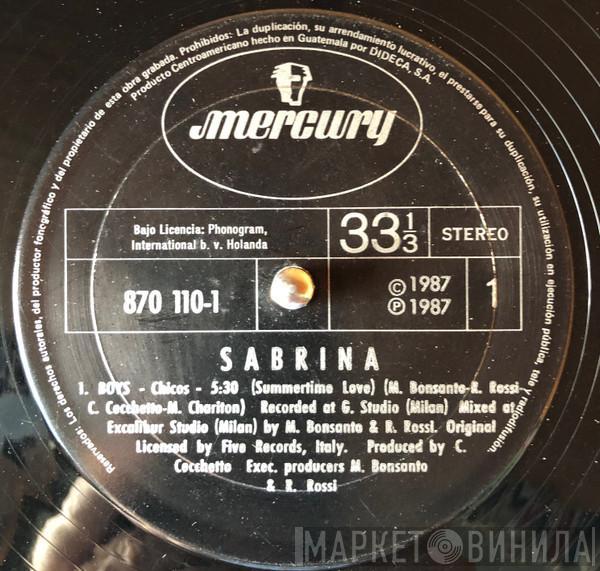 Reservados: Los derechos autorales, del productor fonográfico y del propietario de esta obra grabada. Prohibidos: La duplicación, su arrendamiento lucrativo, el prestarse para su duplicación, su utilización en ejecución pública, tele y radiodifusión.
Producto Centroamericano hecho en Guatemala por DIDECA, S.A.
mercury
Bajo Licencia: Phonogram,
International b. v. Holanda
33 1/3
STEREO
870 110-1
© 1987
℗ 1987
1
SABRINA
1. BOYS - Chicos - 5:30 (Summertime Love) (M. Bonsanto-R. Rossi
C. Cecchetto-M. Charlton) Recorded at G. Studio (Milan) Mixed at
Excalibur Studio (Milan) by M. Bonsanto & R. Rossi. Original
Licensed by Five Records, Italy. Produced by C.
Cecchetto Exec. producers M. Bonsanto
& R. Rossi
МАРКЕТ ВИНИЛА